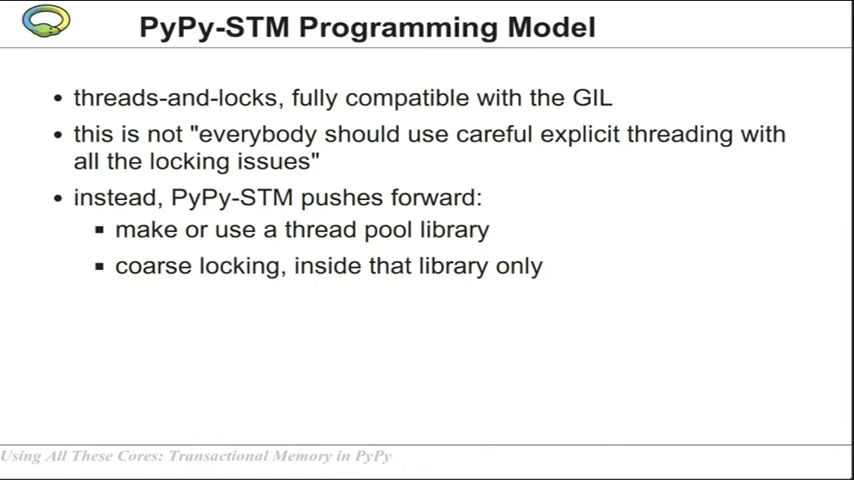 PyPy-STM Programming Model
• threads-and-locks, fully compatible with the GIL
• this is not "everybody should use careful explicit threading with
all the locking issues"
• instead, PyPy-STM pushes forward:
▪ make or use a thread pool library
▪ coarse locking, inside that library only
Using All These Cores: Transactional Memory in PyPy